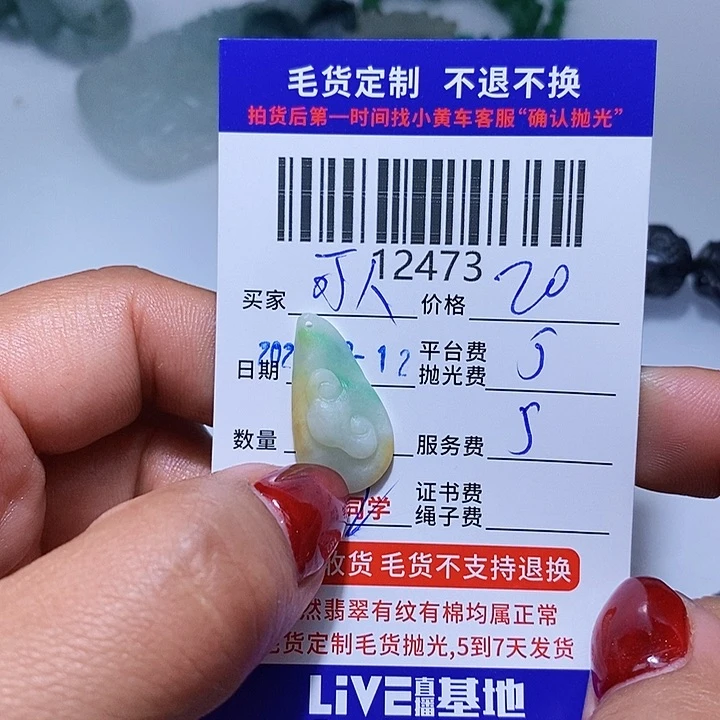 毛货定制 不退不换
拍货后第一时间找小黄车客服“确认抛光”
12473
买家 可人 价格 20
日期 202 -12 平台费 抛光费 5
数量 服务费 5
同学 证书费 绳子费
收货 毛货不支持退换
然翡翠有纹有棉均属正常
货定制毛货抛光,5到7天发货
LiVE直播基地